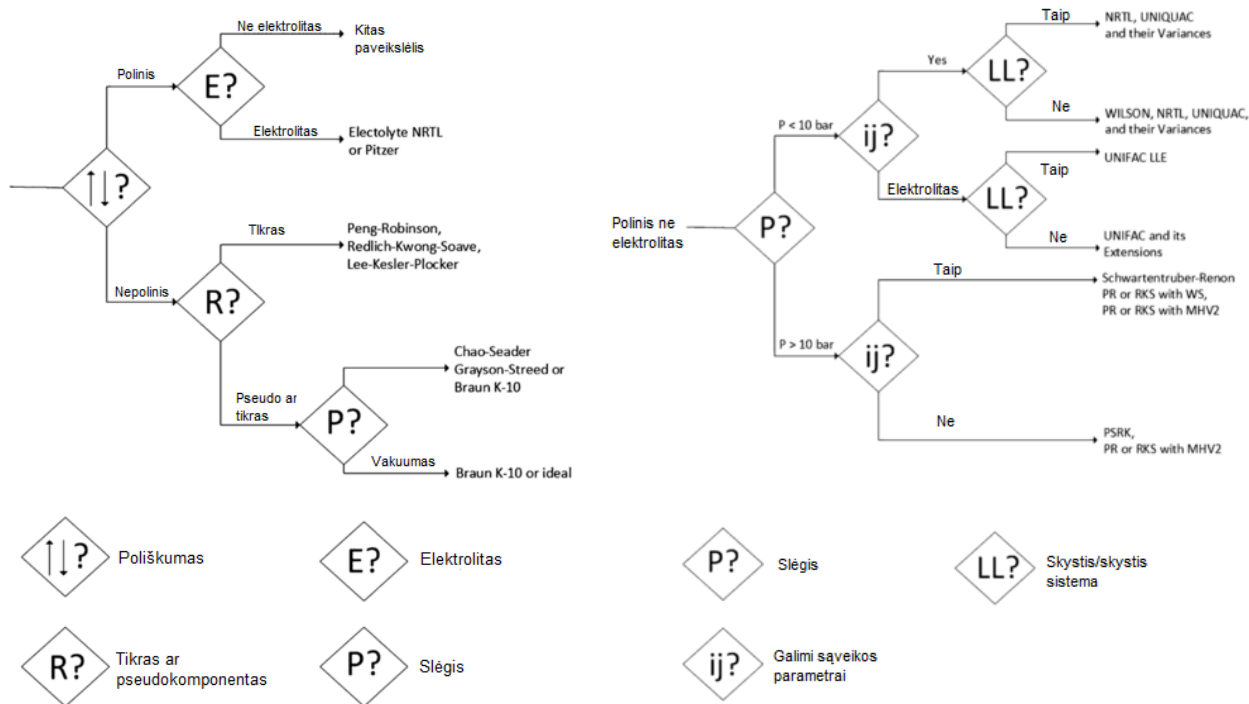 Ne elektrolitas
Kitas
paveikslėlis
Polinis
E?
Elektrolitas
Electolyte NRTL
or Pitzer
↑↓?
TIkras
Peng-Robinson,
Redlich-Kwong-Soave,
Lee-Kesler-Plocker
Nepolinis
R?
Chao-Seader
Grayson-Streed or
Braun K-10
Pseudo ar
tikras
P?
Vakuumas
Braun K-10 or ideal
Taip
NRTL, UNIQUAC
and their Variances
Yes
LL?
Ne
WILSON, NRTL, UNIQUAC,
and their Variances
P < 10 bar
ij?
UNIFAC LLE
Taip
Elektrolitas
LL?
Polinis ne
elektrolitas
P?
Ne
UNIFAC and its
Extensions
Taip
Schwartentruber-Renon
PR or RKS with WS,
PR or RKS with MHV2
P > 10 bar
ij?
Ne
PSRK,
PR or RKS with MHV2
↑↓?
Poliškumas
E?
Elektrolitas
P?
Slėgis
LL?
Skystis/skystis
sistema
R?
Tikras ar
pseudokomponentas
P?
Slėgis
ij?
Galimi sąveikos
parametrai